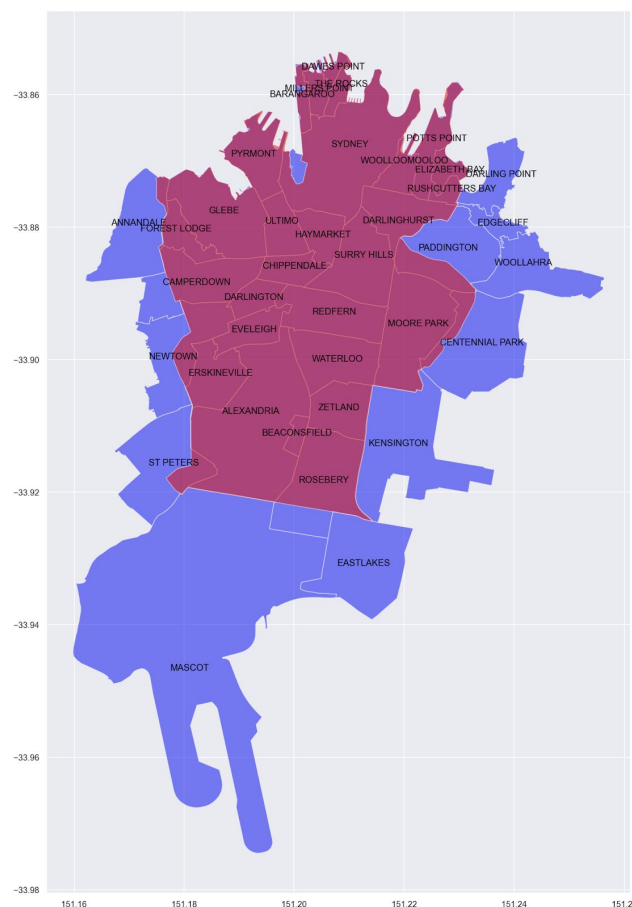 −33.86
−33.88
−33.90
−33.92
−33.94
−33.96
−33.98
DAWES POINT
THE ROCKS
MILLERS POINT
BARANGAROO
SYDNEY
POTTS POINT
PYRMONT
WOOLLOOMOOLOO
ELIZABETH BAY
DARLING POINT
RUSHCUTTERS BAY
GLEBE
ANNANDALE
FOREST LODGE
ULTIMO
DARLINGHURST
EDGECLIFF
HAYMARKET
PADDINGTON
SURRY HILLS
WOOLLAHRA
CHIPPENDALE
CAMPERDOWN
DARLINGTON
REDFERN
MOORE PARK
EVELEIGH
CENTENNIAL PARK
NEWTOWN
WATERLOO
ERSKINEVILLE
ZETLAND
ALEXANDRIA
BEACONSFIELD
KENSINGTON
ST PETERS
ROSEBERY
EASTLAKES
MASCOT
151.16
151.18
151.20
151.22
151.24
151.2